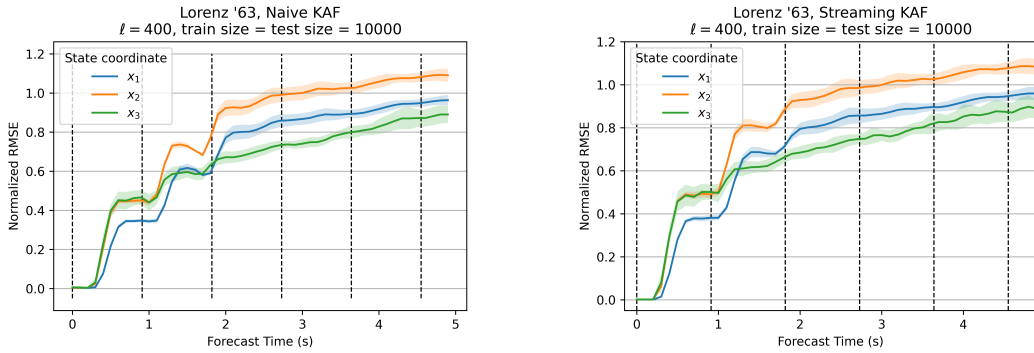 Lorenz '63, Naive KAF
ℓ = 400, train size = test size = 10000
State coordinate
x₁
x₂
x₃
Normalized RMSE
1.2
1.0
0.8
0.6
0.4
0.2
0.0
0 1 2 3 4 5
Forecast Time (s)
Lorenz '63, Streaming KAF
ℓ = 400, train size = test size = 10000
State coordinate
x₁
x₂
x₃
Normalized RMSE
1.2
1.0
0.8
0.6
0.4
0.2
0.0
0 1 2 3 4
Forecast Time (s)